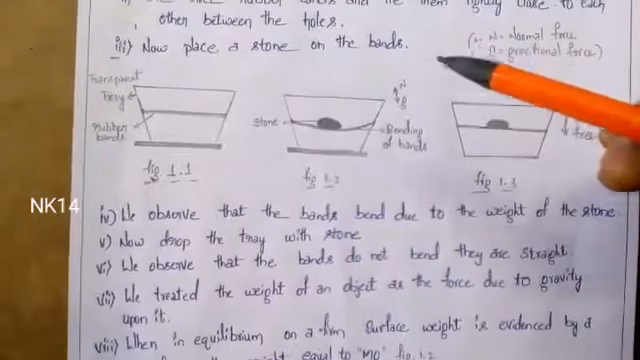 other between the holes.
iii) Now place a stone on the bands.
(∵ N = Normal force
Transparent
Tray
Rubber bands
fig 1.1
Stone
N
g
Bending of bands
fig 1.2
fig 1.3
iv) We observe that the bands bend due to the weight of the stone
v) Now drop the tray with stone
vi) We observe that the bands do not bend they are straight
vii) We treated the weight of an object as the force due to gravity
upon it.
viii) When in equilibrium on a firm surface weight is evidenced by a
equal to "Mg" fig 1.2
NK14